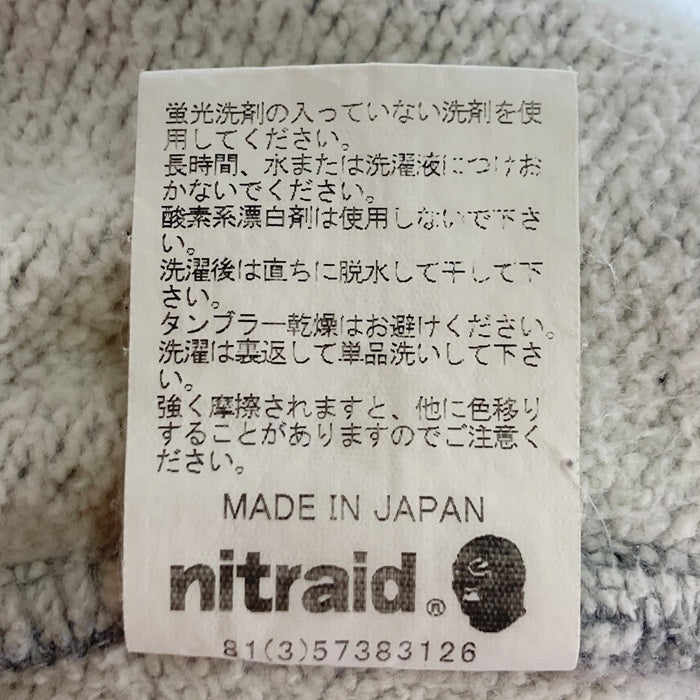 蛍光洗剤の入っていない洗剤を使
用してください。
長時間、水または洗濯液につけお
かないでください。
酸素系漂白剤は使用しないで下さ
い。
洗濯後は直ちに脱水して干して下
さい。
タンブラー乾燥はお避けください。
洗濯は裏返して単品洗いして下さ
い。
強く摩擦されますと、他に色移り
することがありますのでご注意く
ださい。
MADE IN JAPAN
nitraid®
81(3)57383126